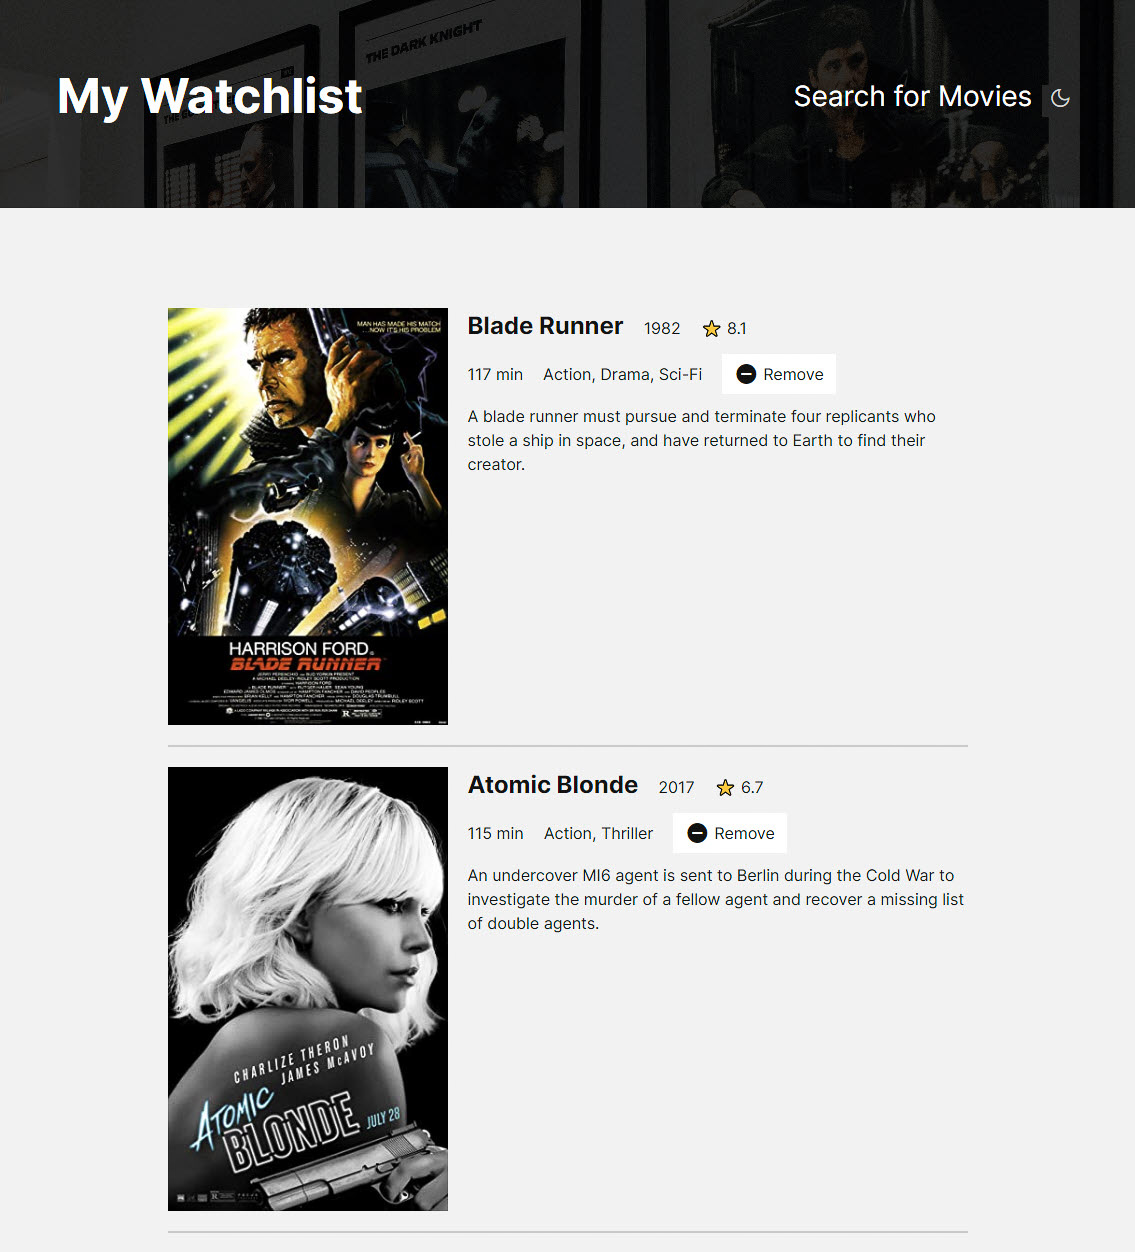 THE DARK KNIGHT
My Watchlist
Search for Movies
MAN HAS MADE HIS MATCH
...NOW IT'S HIS PROBLEM
HARRISON FORD
BLADE RUNNER
Blade Runner 1982 8.1
117 min Action, Drama, Sci-Fi Remove
A blade runner must pursue and terminate four replicants who
stole a ship in space, and have returned to Earth to find their
creator.
CHARLIZE THERON
JAMES McAVOY
ATOMIC
BLONDE JULY 28
Atomic Blonde 2017 6.7
115 min Action, Thriller Remove
An undercover MI6 agent is sent to Berlin during the Cold War to
investigate the murder of a fellow agent and recover a missing list
of double agents.